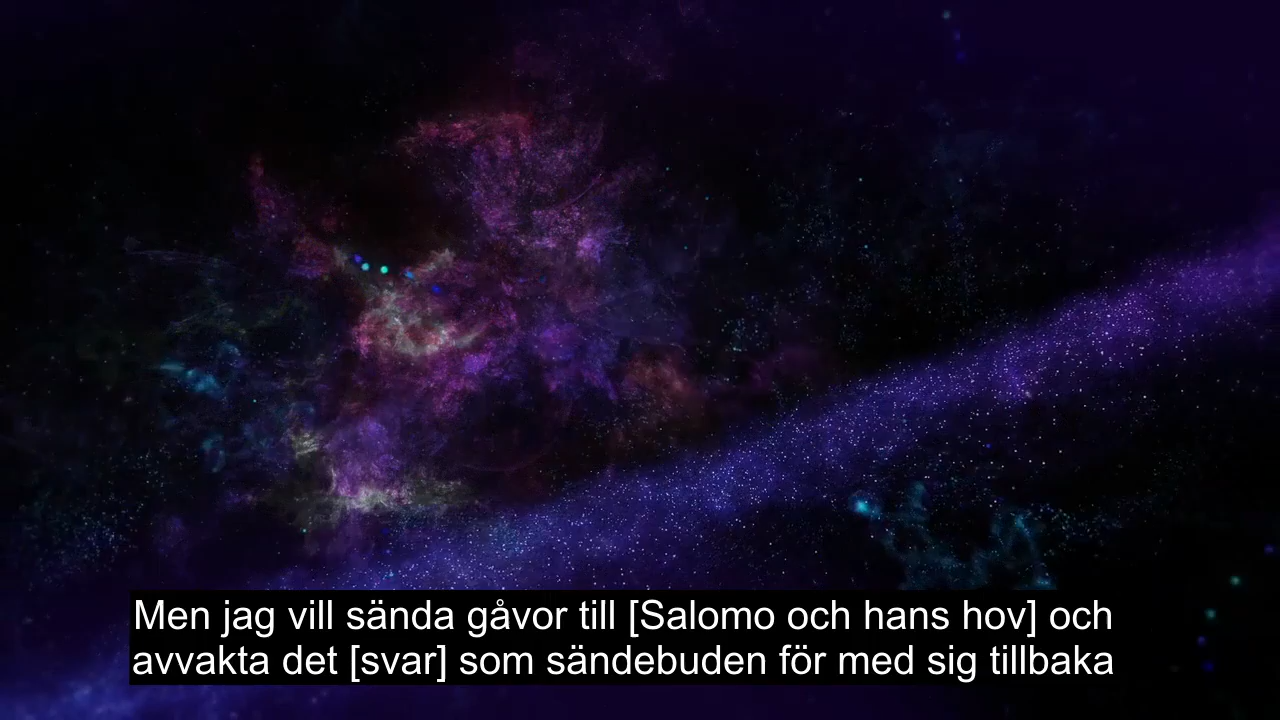 Men jag vill sända gåvor till [Salomo och hans hov] och
avvakta det [svar] som sändebuden för med sig tillbaka